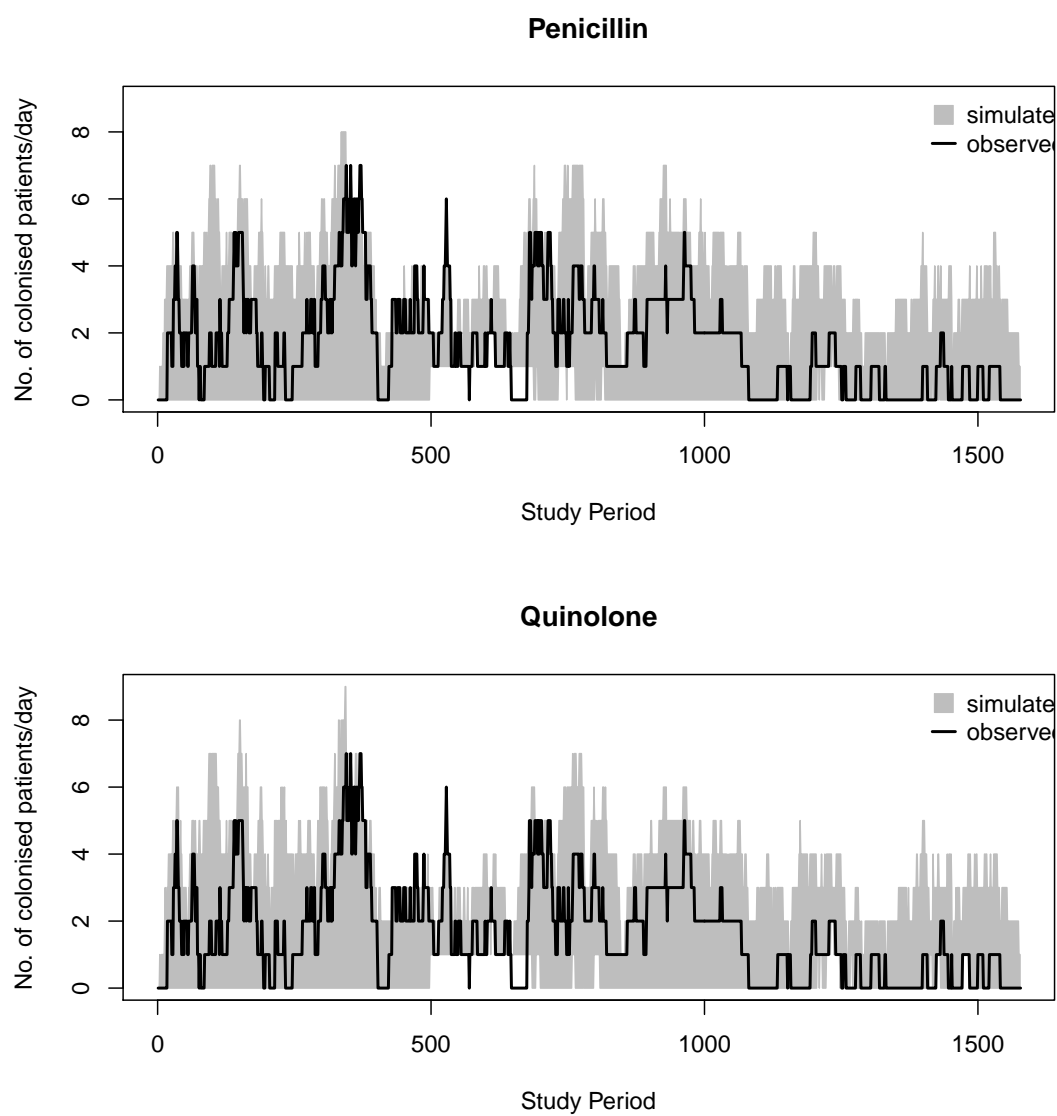 Penicillin
No. of colonised patients/day
8
6
4
2
0
simulate
observe
0 500 1000 1500
Study Period
Quinolone
No. of colonised patients/day
8
6
4
2
0
simulate
observe
0 500 1000 1500
Study Period